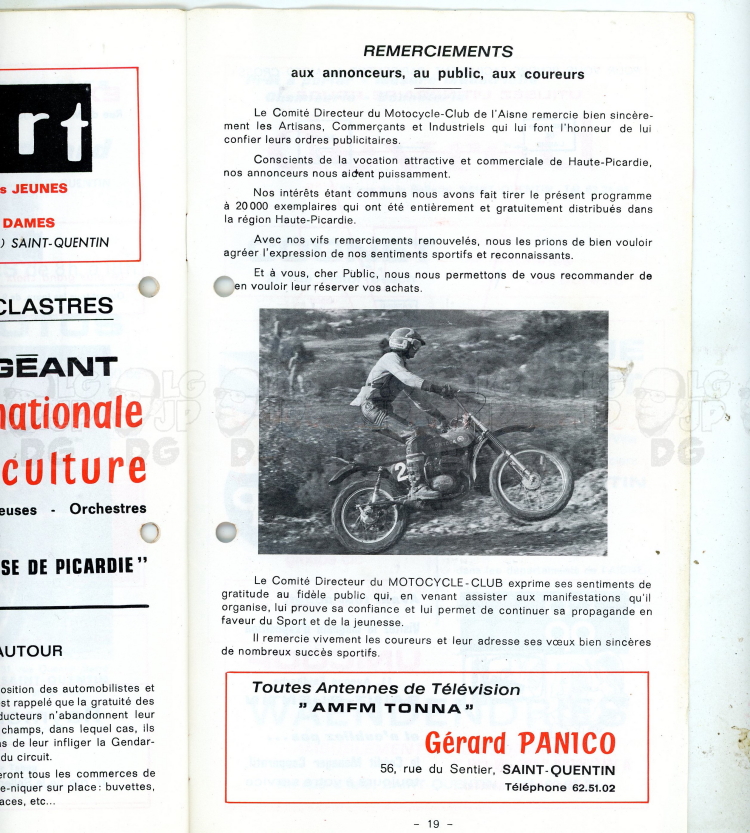 rt
s JEUNES
DAMES
) SAINT-QUENTIN
CLASTRES
GÉANT
nationale
culture
euses - Orchestres
SE DE PICARDIE"
AUTOUR
osition des automobilistes et
st rappelé que la gratuité des
ducteurs n'abandonnent leur
champs, dans lequel cas, ils
s de leur infliger la Gendar-
du circuit.
eront tous les commerces de
e-niquer sur place : buvettes,
aces, etc...
REMERCIEMENTS
aux annonceurs, au public, aux coureurs
Le Comité Directeur du Motocycle-Club de l'Aisne remercie bien sincère-
ment les Artisans, Commerçants et Industriels qui lui font l'honneur de lui
confier leurs ordres publicitaires.
Conscients de la vocation attractive et commerciale de Haute-Picardie,
nos annonceurs nous aident puissamment.
Nos intérêts étant communs nous avons fait tirer le présent programme
à 20 000 exemplaires qui ont été entièrement et gratuitement distribués dans
la région Haute-Picardie.
Avec nos vifs remerciements renouvelés, nous les prions de bien vouloir
agréer l'expression de nos sentiments sportifs et reconnaissants.
Et à vous, cher Public, nous nous permettons de vous recommander de
en vouloir leur réserver vos achats.
2
LG
JP
DG
LG
JP
DG
Le Comité Directeur du MOTOCYCLE-CLUB exprime ses sentiments de
gratitude au fidèle public qui, en venant assister aux manifestations qu'il
organise, lui prouve sa confiance et lui permet de continuer sa propagande en
faveur du Sport et de la jeunesse.
Il remercie vivement les coureurs et leur adresse ses vœux bien sincères
de nombreux succès sportifs.
Toutes Antennes de Télévision
"AMFM TONNA"
Gérard PANICO
56, rue du Sentier, SAINT-QUENTIN
Téléphone 62.51.02
- 19 -